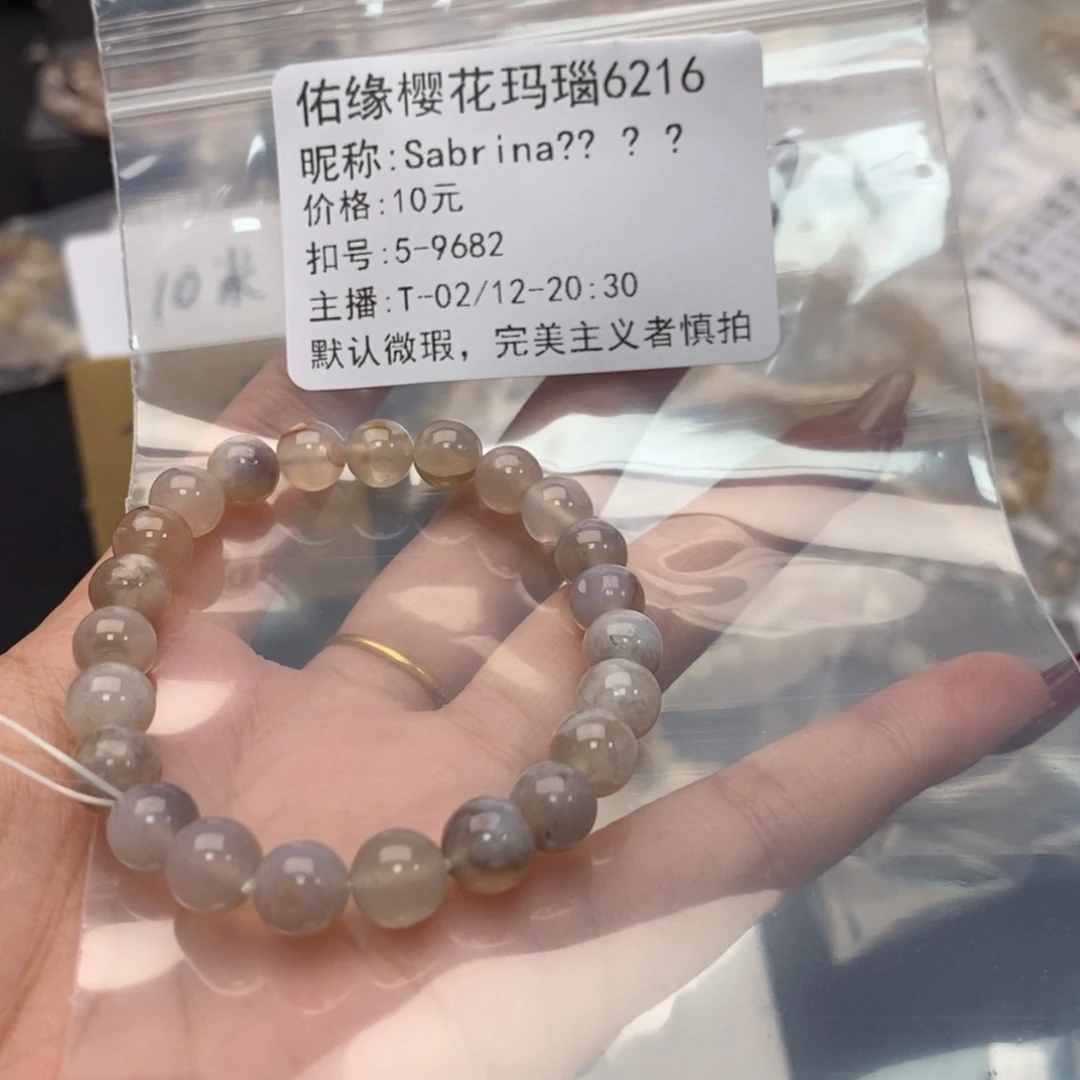 佑缘樱花玛瑙6216
昵称:Sabrina?? ? ?
价格:10元
扣号:5-9682
主播:T-02/12-20:30
默认微瑕，完美主义者慎拍
10米